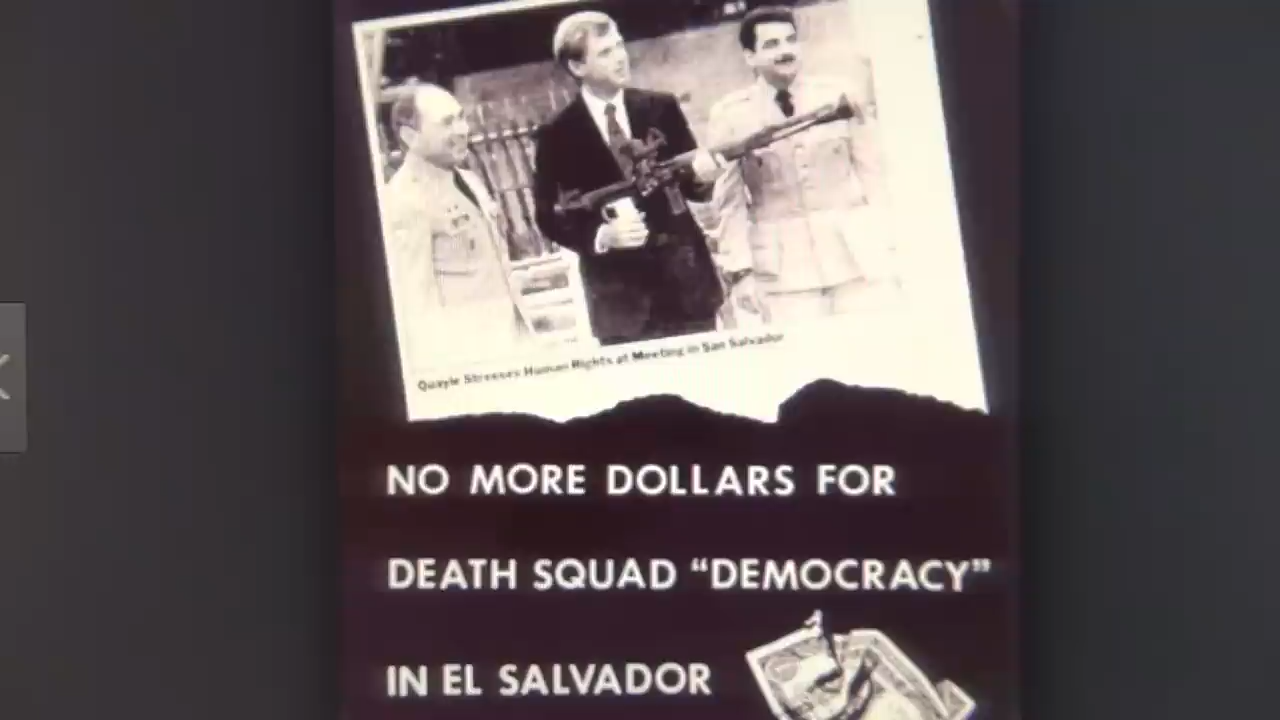 Quayle Stresses Human Rights at Meeting in San Salvador
NO MORE DOLLARS FOR
DEATH SQUAD “DEMOCRACY”
IN EL SALVADOR